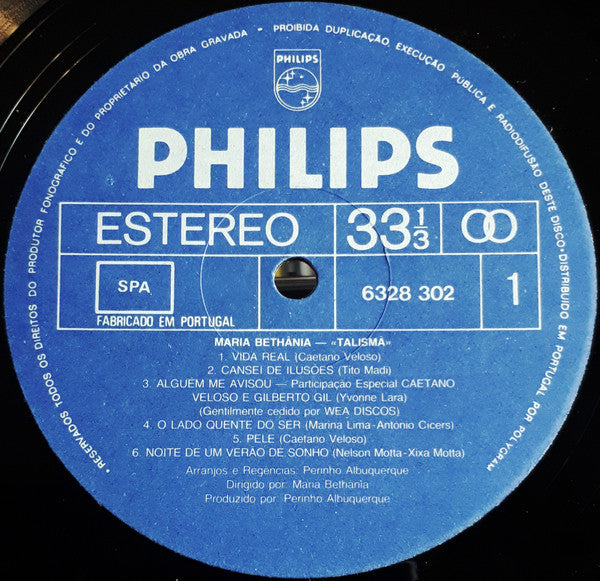 • RESERVADOS TODOS OS DIREITOS DO PRODUTOR FONOGRÁFICO E DO PROPRIETÁRIO DA OBRA GRAVADA • PROIBIDA DUPLICAÇÃO, EXECUÇÃO PÚBLICA E RADIODIFUSÃO DESTE DISCO • DISTRIBUÍDO EM PORTUGAL POR POLYGRAM
PHILIPS
PHILIPS
ESTEREO 33 1/3
SPA 6328 302 1
FABRICADO EM PORTUGAL
MARIA BETHÂNIA — «TALISMÃ»
1. VIDA REAL (Caetano Veloso)
2. CANSEI DE ILUSÕES (Tito Madi)
3. ALGUÉM ME AVISOU — Participação Especial CAETANO
VELOSO E GILBERTO GIL (Yvonne Lara)
(Gentilmente cedido por WEA DISCOS)
4. O LADO QUENTE DO SER (Marina Lima-Antonio Cicers)
5. PELE (Caetano Veloso)
6. NOITE DE UM VERÃO DE SONHO (Nelson Motta-Xixa Motta)
Arranjos e Regências: Perinho Albuquerque
Dirigido por: Maria Bethânia
Produzido por: Perinho Albuquerque